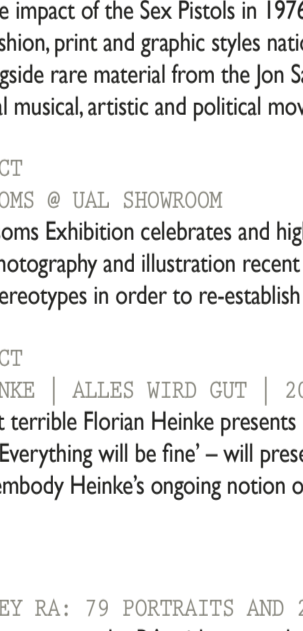 e impact of the Sex Pistols in 1976
shion, print and graphic styles natio
gside rare material from the Jon Sa
al musical, artistic and political mov
CT
OMS @ UAL SHOWROOM
oms Exhibition celebrates and hig
hotography and illustration recent
ereotypes in order to re-establish
CT
NKE | ALLES WIRD GUT | 20
t terrible Florian Heinke presents
Everything will be fine’ – will prese
embody Heinke’s ongoing notion o
EY RA: 79 PORTRAITS AND 2